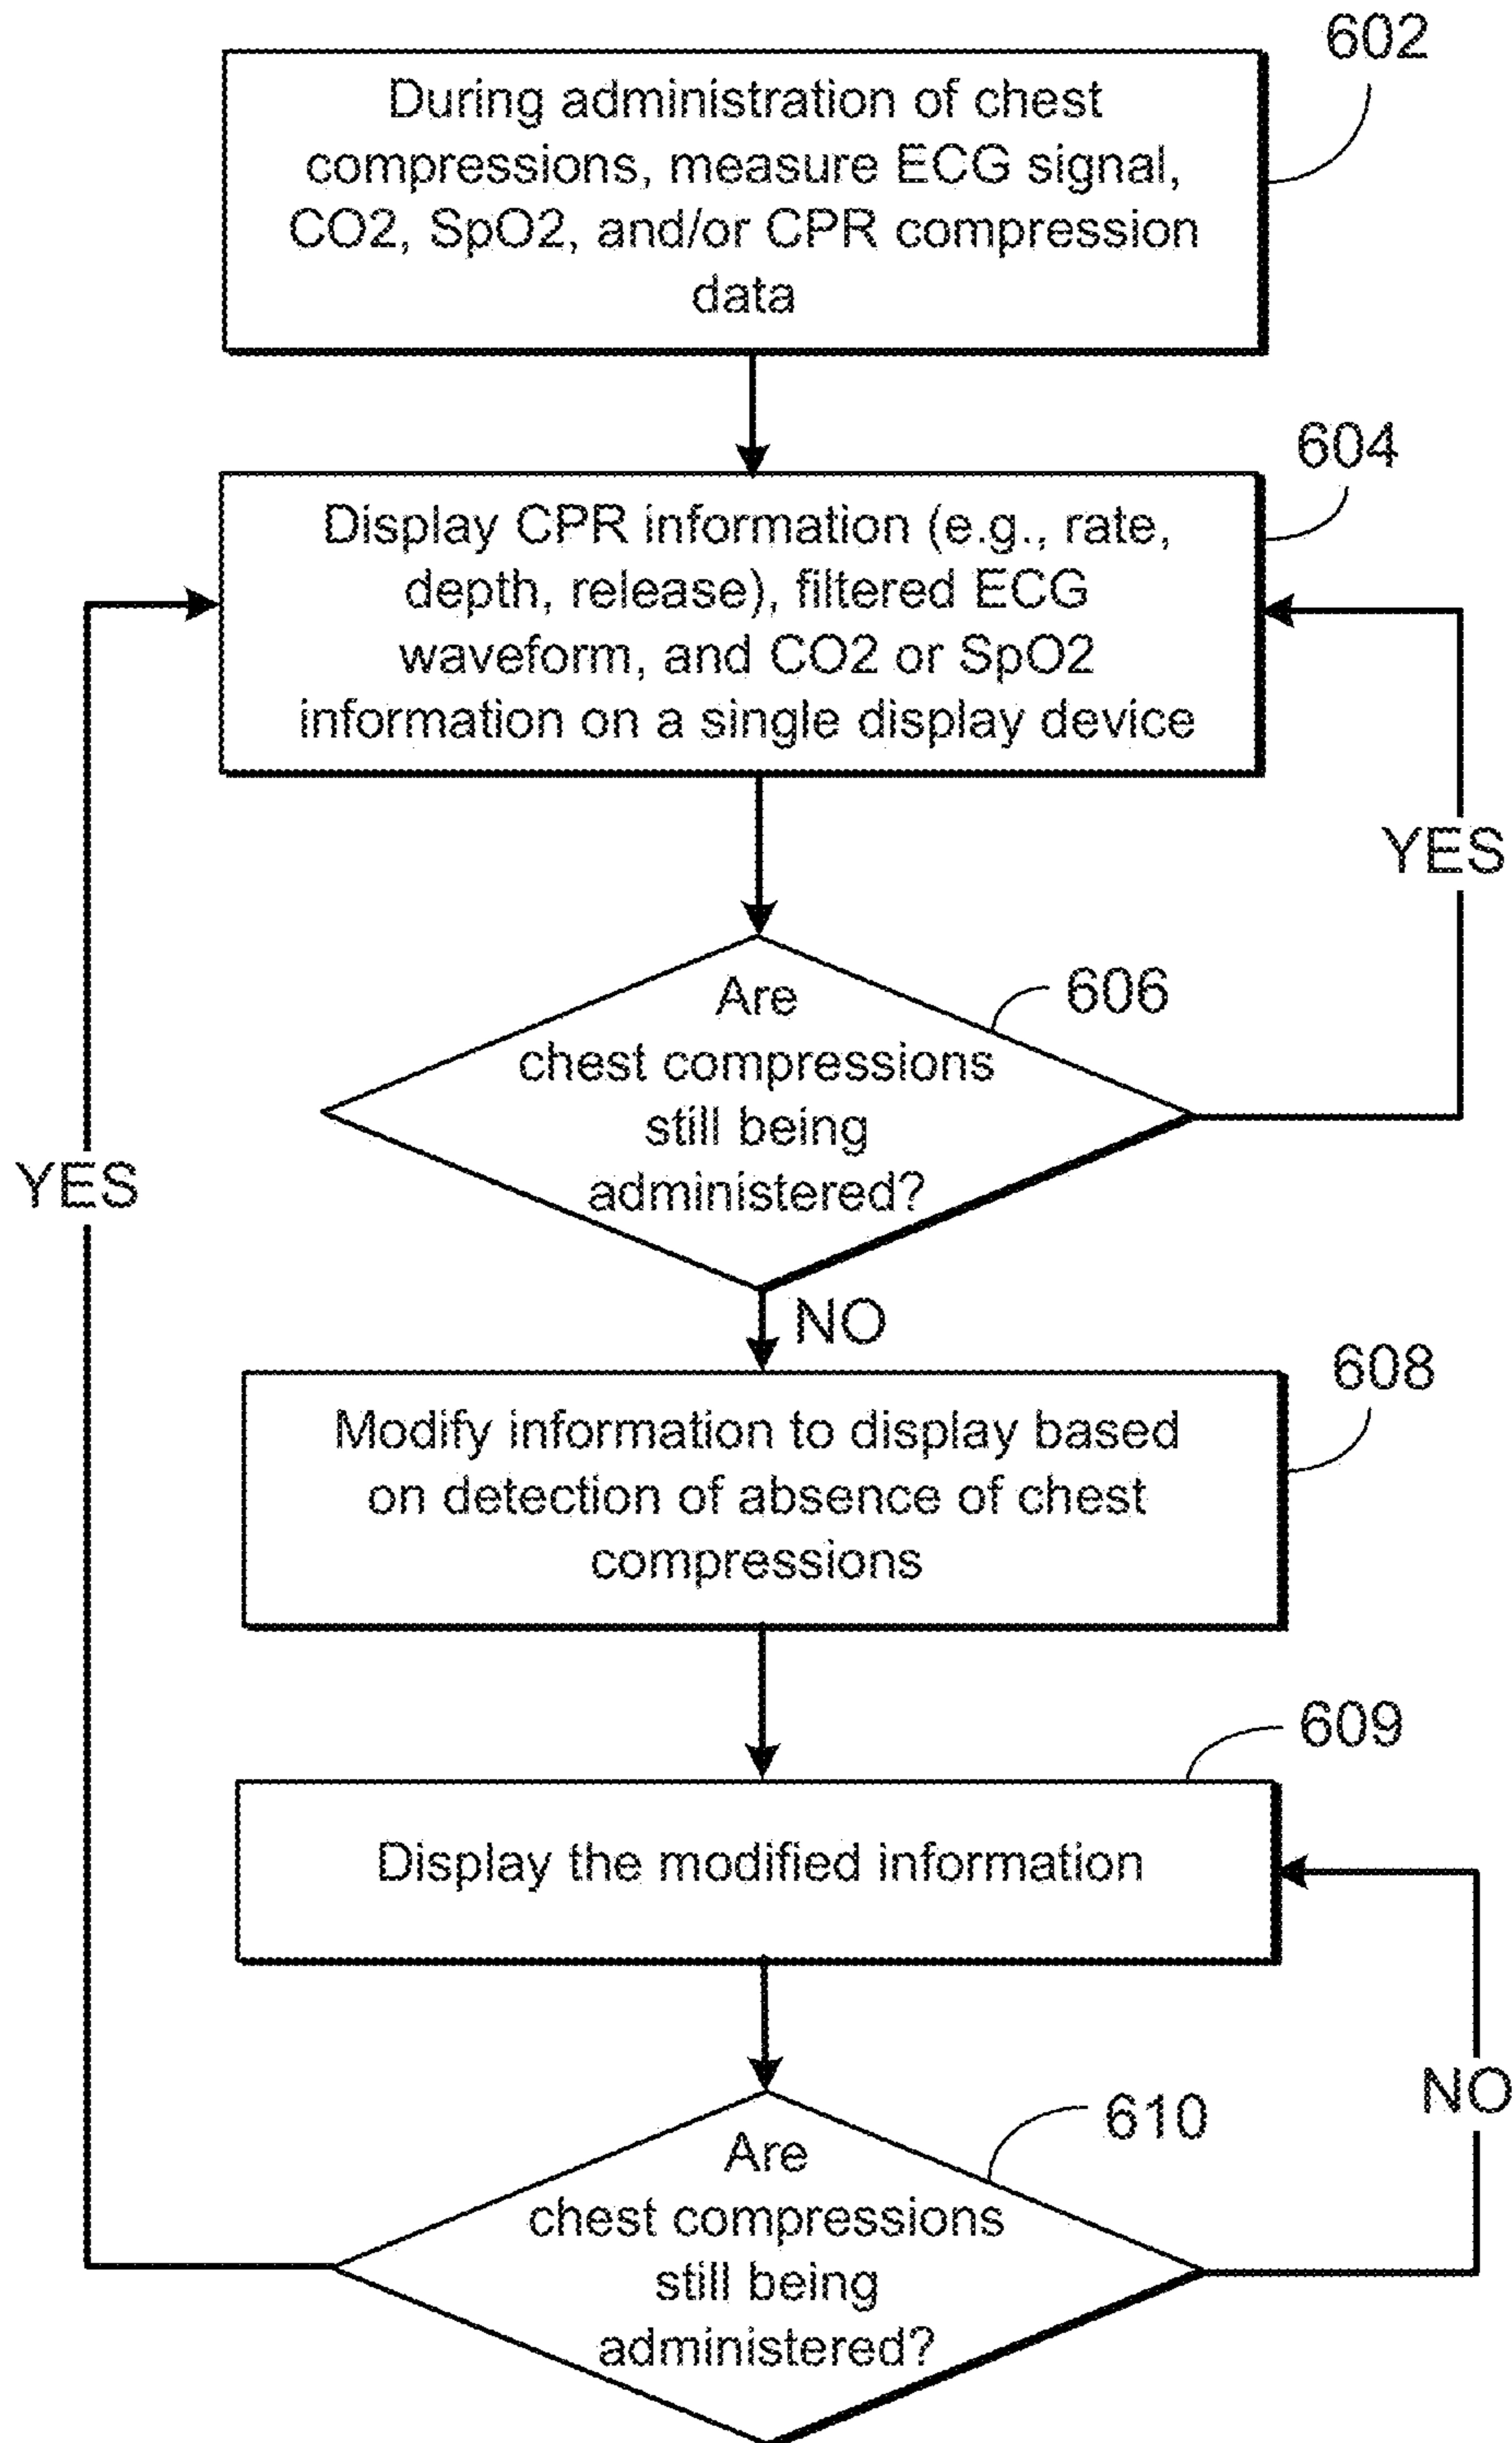 602
During administration of chest
compressions, measure ECG signal,
CO2, SpO2, and/or CPR compression
data
604
Display CPR information (e.g., rate,
depth, release), filtered ECG
waveform, and CO2 or SpO2
information on a single display device
YES
606
Are
chest compressions
still being
administered?
YES
NO
608
Modify information to display based
on detection of absence of chest
compressions
609
Display the modified information
NO
610
Are
chest compressions
still being
administered?